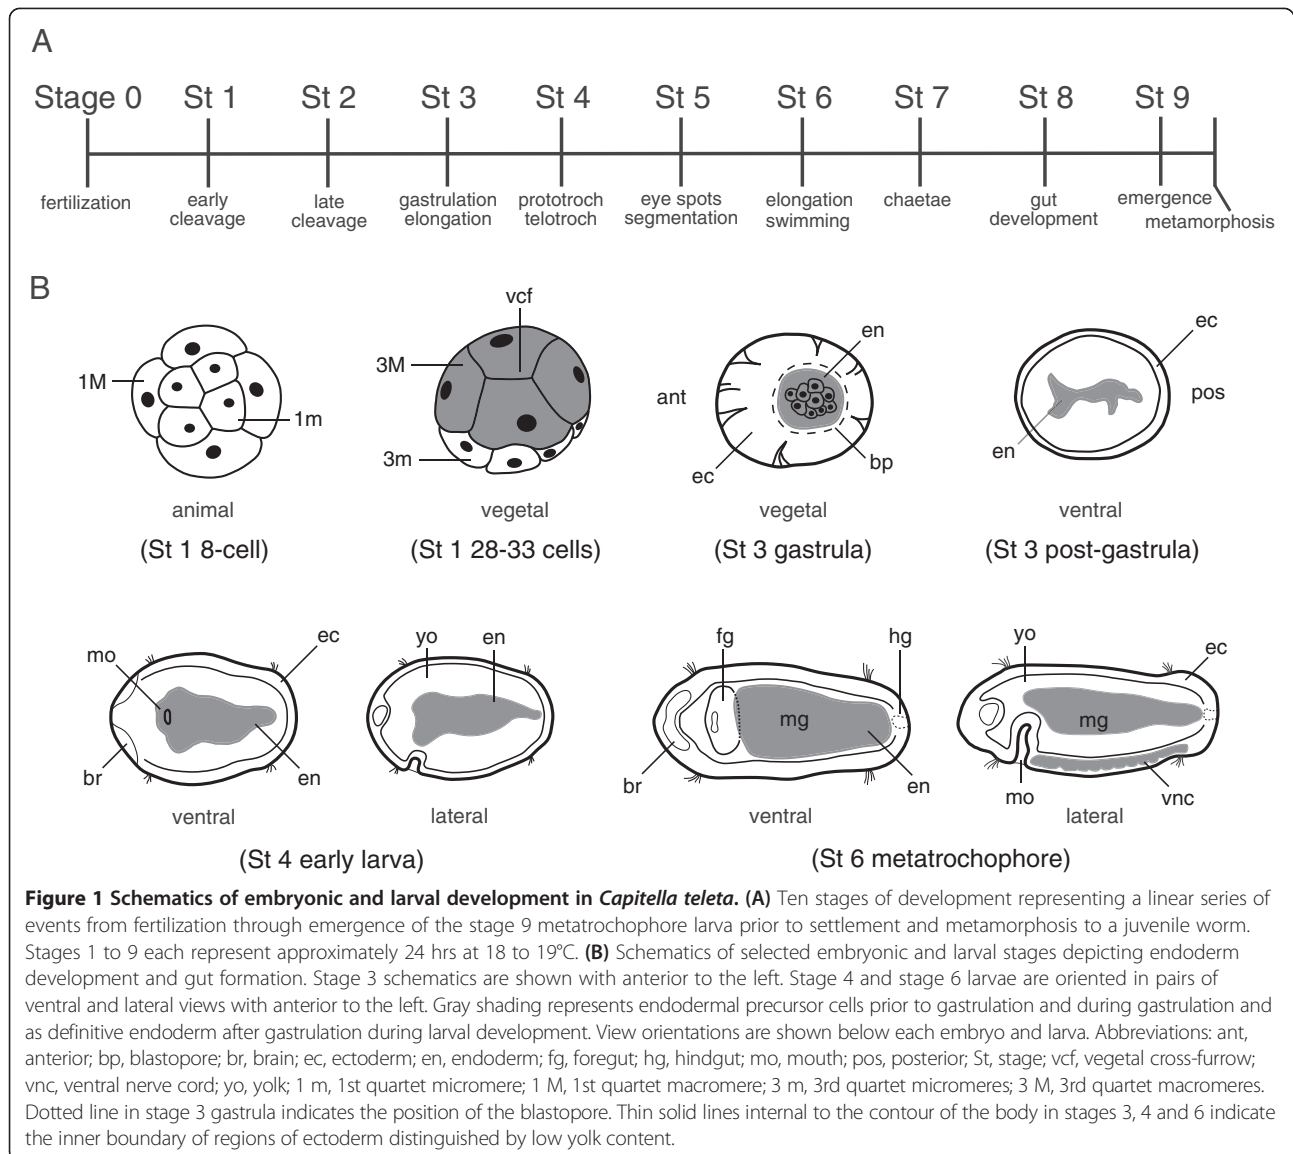 A
Stage 0 St 1 St 2 St 3 St 4 St 5 St 6 St 7 St 8 St 9
fertilization
early
cleavage
late
cleavage
gastrulation
elongation
prototroch
telotroch
eye spots
segmentation
elongation
swimming
chaetae
gut
development
emergence
metamorphosis
B
1M
1m
animal
(St 1 8-cell)
vcf
3M
3m
vegetal
(St 1 28-33 cells)
ant
en
ec
bp
vegetal
(St 3 gastrula)
ec
pos
en
ventral
(St 3 post-gastrula)
mo
ec
br
en
ventral
yo
en
lateral
(St 4 early larva)
fg
hg
mg
br
en
ventral
yo
ec
mg
mo
vnc
lateral
(St 6 metatrochophore)
Figure 1 Schematics of embryonic and larval development in Capitella teleta. (A) Ten stages of development representing a linear series of
events from fertilization through emergence of the stage 9 metatrochophore larva prior to settlement and metamorphosis to a juvenile worm.
Stages 1 to 9 each represent approximately 24 hrs at 18 to 19°C. (B) Schematics of selected embryonic and larval stages depicting endoderm
development and gut formation. Stage 3 schematics are shown with anterior to the left. Stage 4 and stage 6 larvae are oriented in pairs of
ventral and lateral views with anterior to the left. Gray shading represents endodermal precursor cells prior to gastrulation and during gastrulation and
as definitive endoderm after gastrulation during larval development. View orientations are shown below each embryo and larva. Abbreviations: ant,
anterior; bp, blastopore; br, brain; ec, ectoderm; en, endoderm; fg, foregut; hg, hindgut; mo, mouth; pos, posterior; St, stage; vcf, vegetal cross-furrow;
vnc, ventral nerve cord; yo, yolk; 1 m, 1st quartet micromere; 1 M, 1st quartet macromere; 3 m, 3rd quartet micromeres; 3 M, 3rd quartet macromeres.
Dotted line in stage 3 gastrula indicates the position of the blastopore. Thin solid lines internal to the contour of the body in stages 3, 4 and 6 indicate
the inner boundary of regions of ectoderm distinguished by low yolk content.